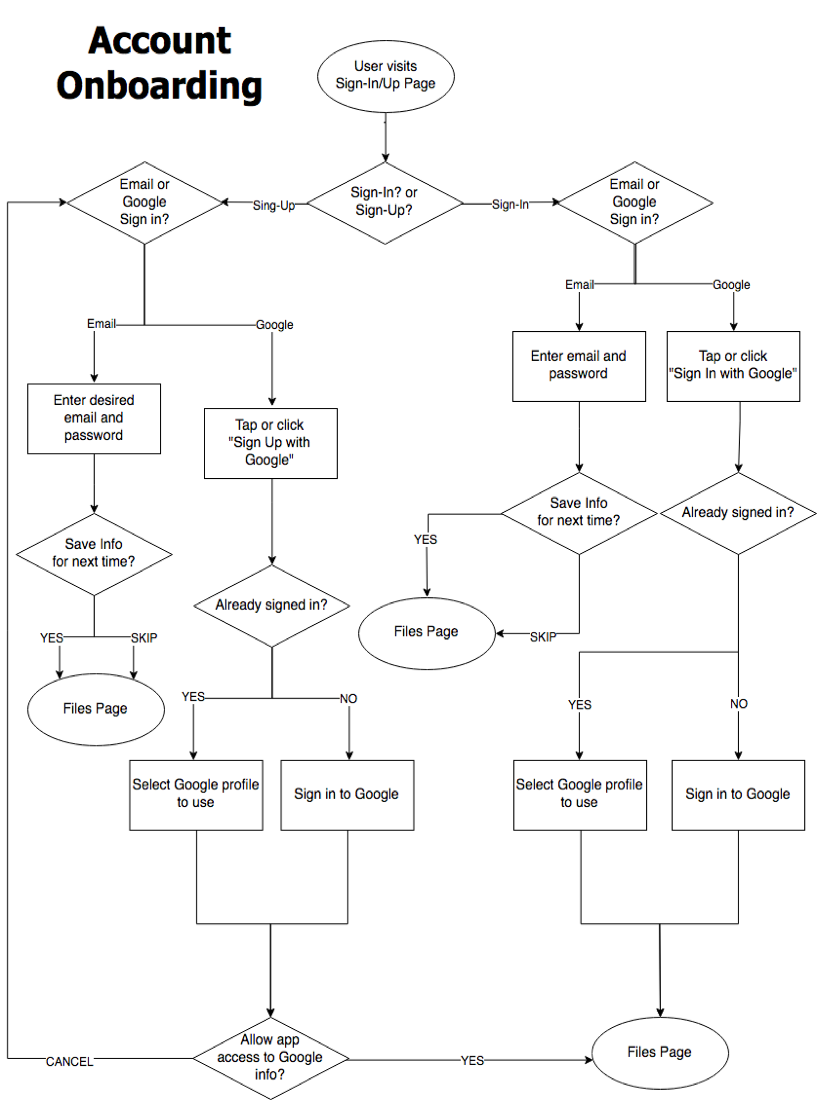 Account
Onboarding
User visits
Sign-In/Up Page
Email or
Google
Sign in?
Sing-Up
Sign-In? or
Sign-Up?
Sign-In
Email or
Google
Sign in?
Email
Google
Email
Google
Enter email and
password
Tap or click
"Sign In with Google"
Enter desired
email and
password
Tap or click
"Sign Up with
Google"
Save Info
for next time?
Already signed in?
YES
Save Info
for next time?
Already signed in?
Files Page
SKIP
YES
SKIP
Files Page
YES
NO
YES
NO
Select Google profile
to use
Sign in to Google
Select Google profile
to use
Sign in to Google
Allow app
access to Google
info?
CANCEL
YES
Files Page